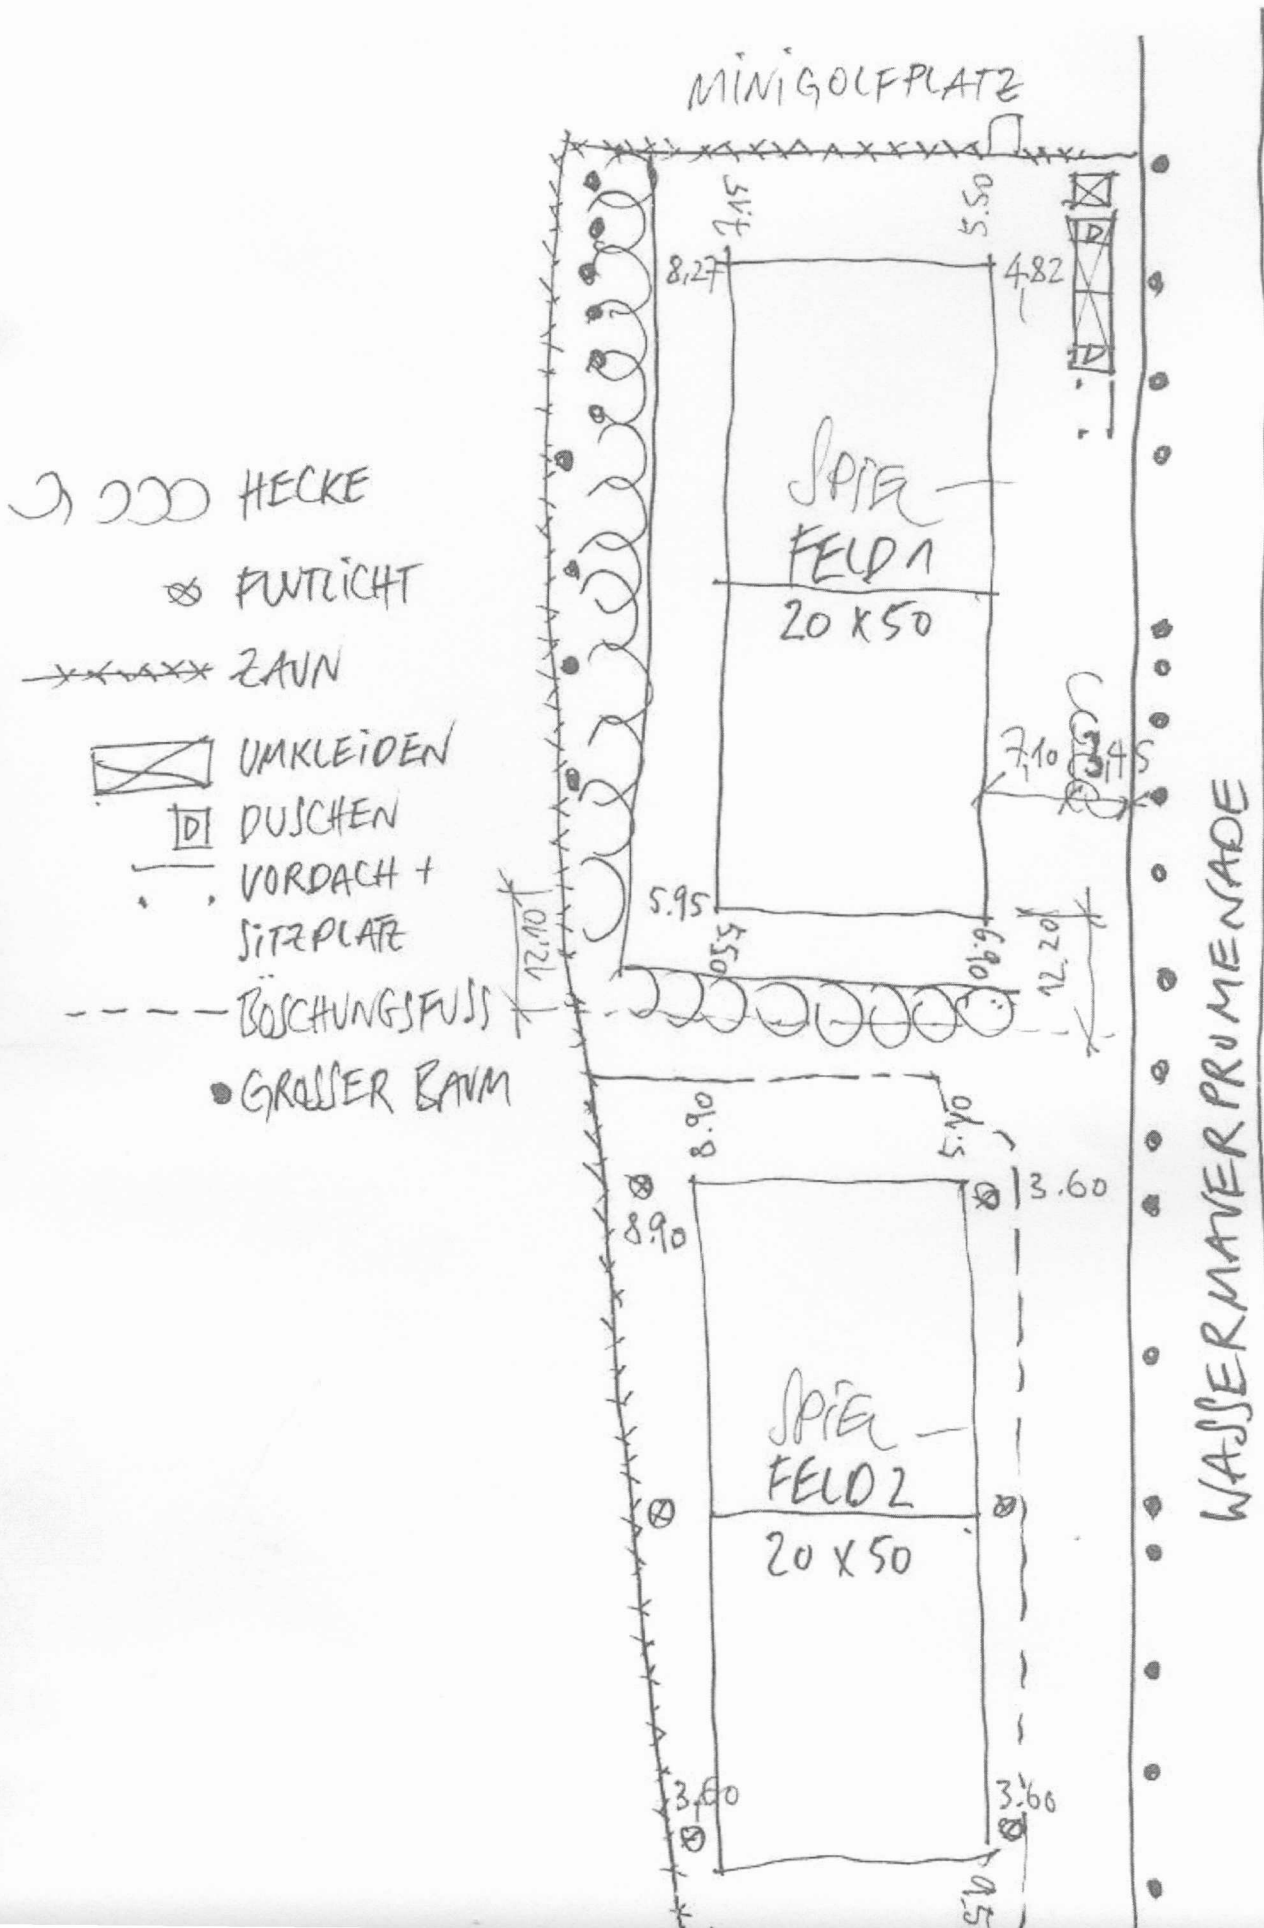 MINIGOLFPLATZ
7.15
5.50
8,27
4,82
D
D
SPIEL
FELD 1
20 X 50
HECKE
FLUTLICHT
ZAUN
UMKLEIDEN
D DUSCHEN
VORDACH +
SITZPLATZ
BÖSCHUNGSFUSS
GROSSER BAUM
7,10
3,45
5.95
5.50
6.90
12.10
12.20
WASSERMAUERPROMENADE
8.90
5.70
8.90
3.60
SPIEL
FELD 2
20 X 50
3,60
3.60